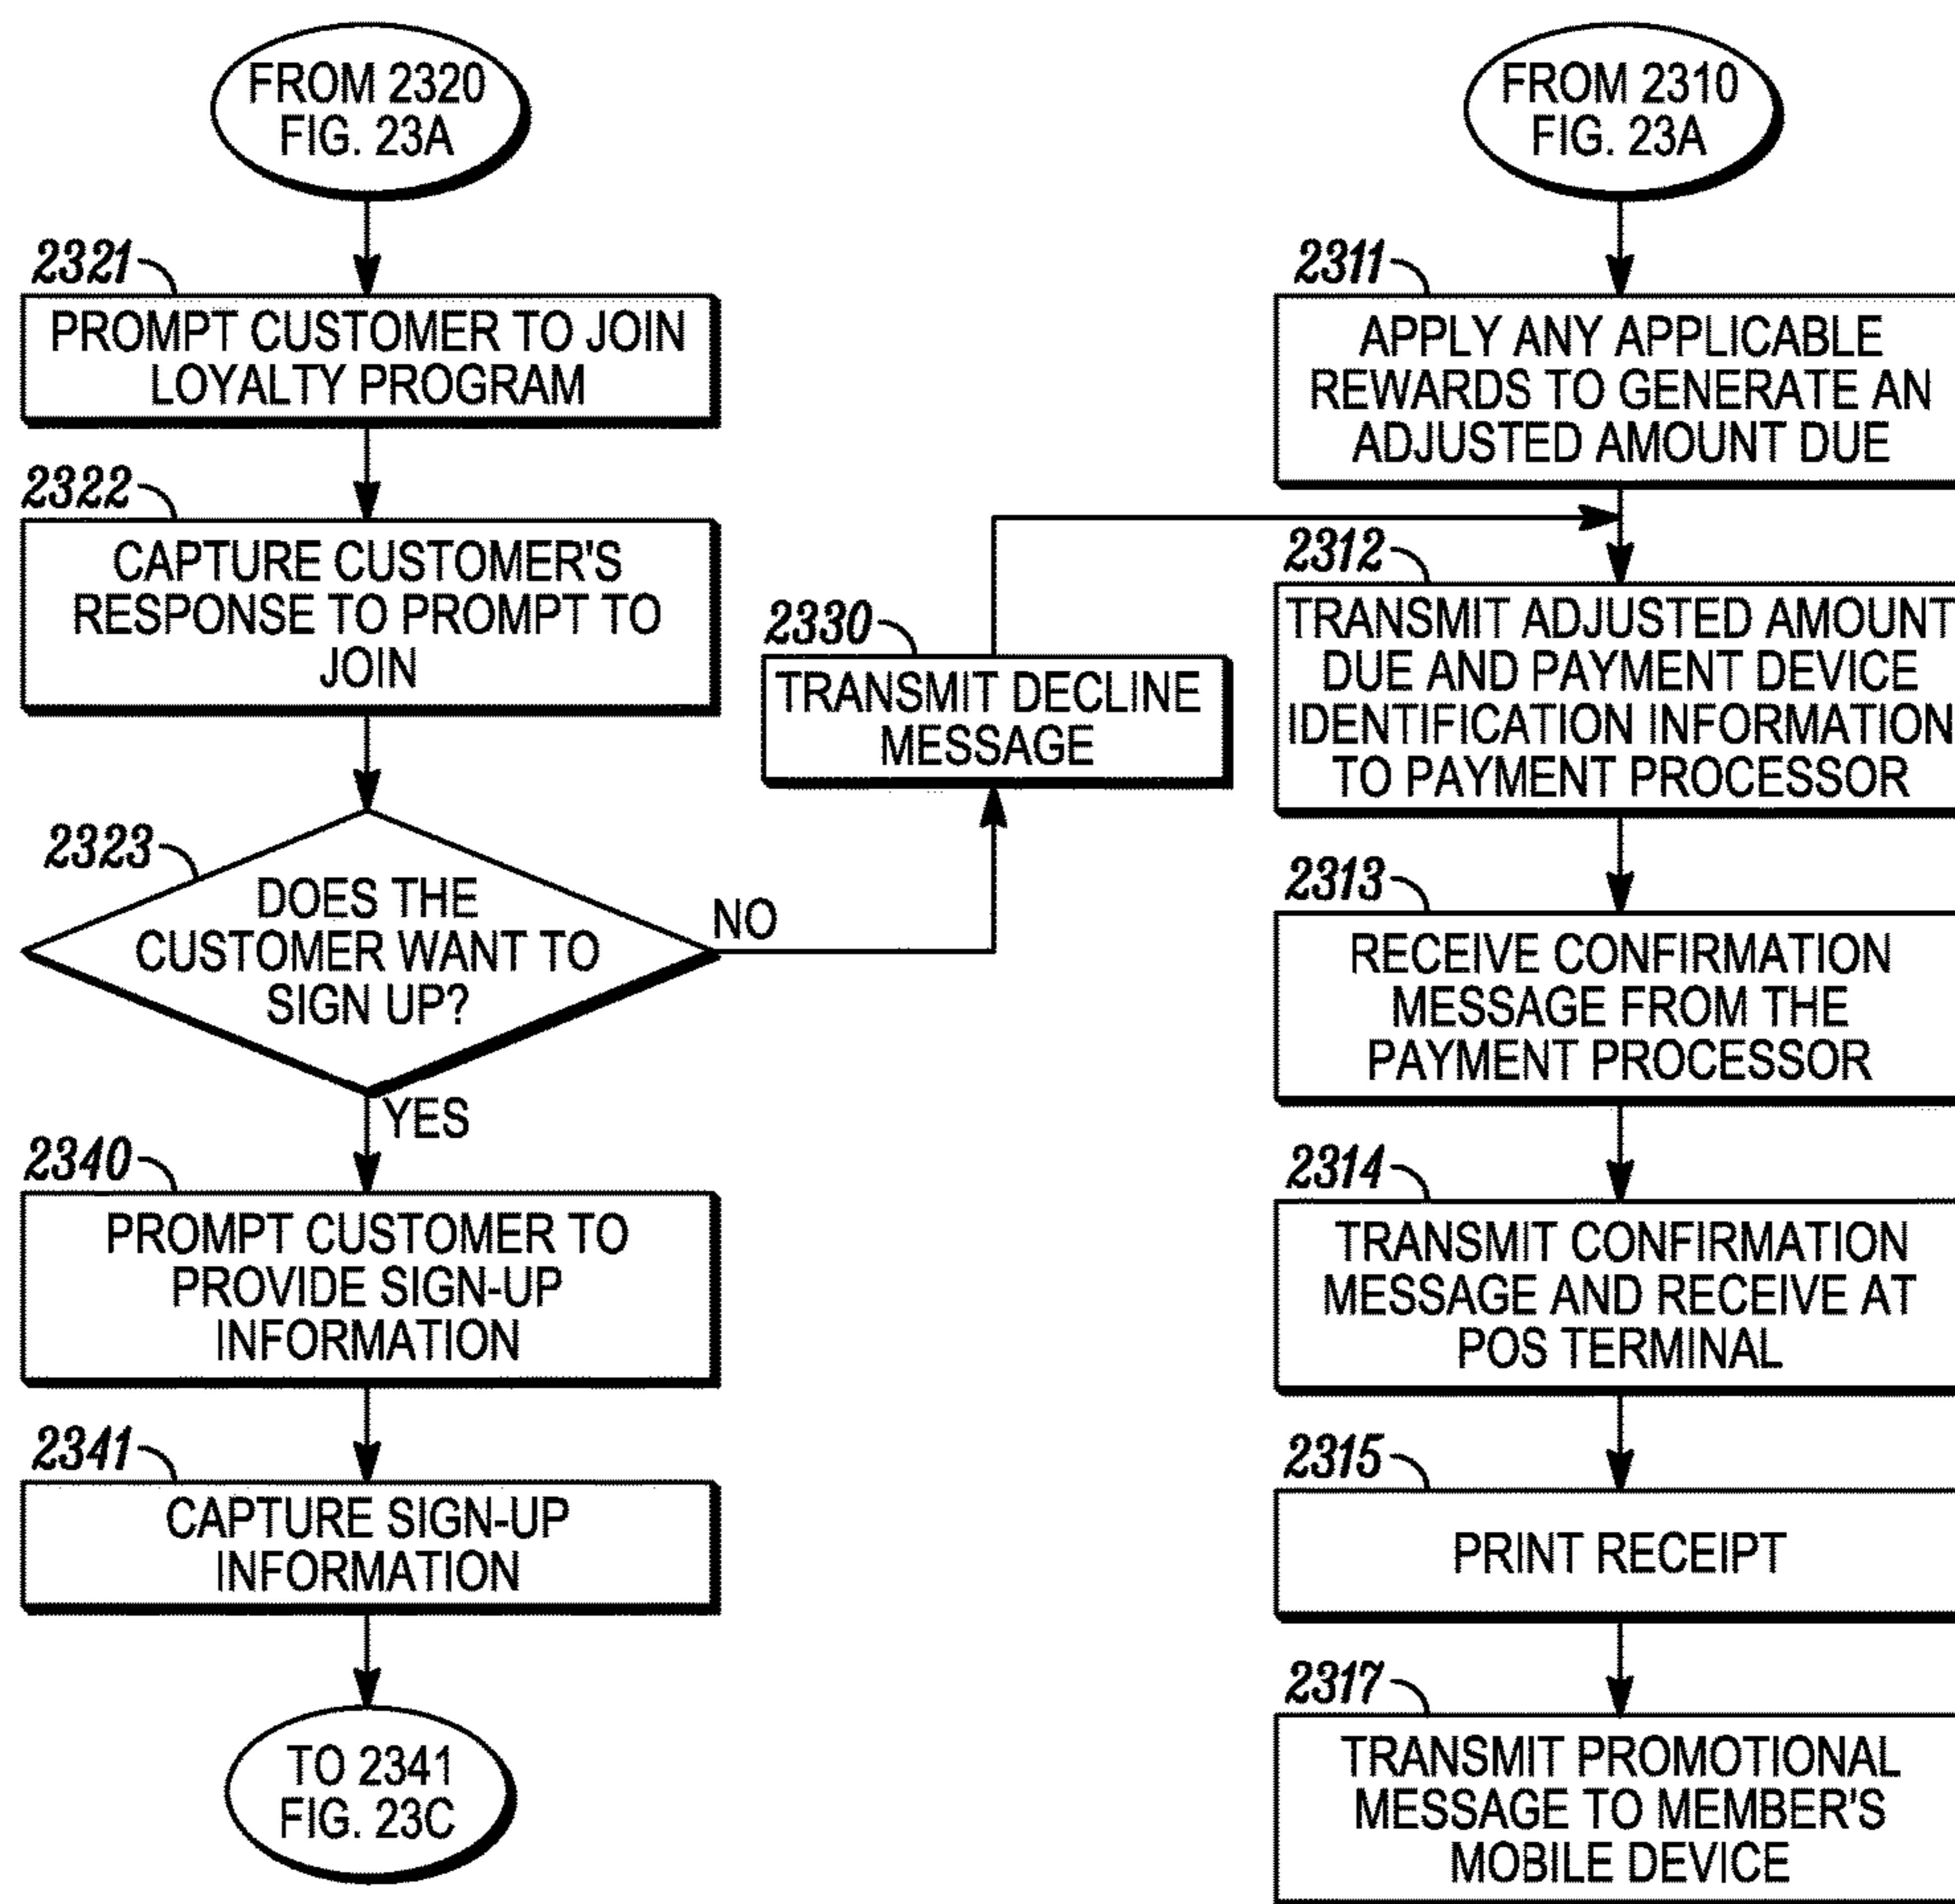 FROM 2320
FIG. 23A
2321
PROMPT CUSTOMER TO JOIN
LOYALTY PROGRAM
2322
CAPTURE CUSTOMER'S
RESPONSE TO PROMPT TO
JOIN
2323
DOES THE
CUSTOMER WANT TO
SIGN UP?
NO
YES
2330
TRANSMIT DECLINE
MESSAGE
2340
PROMPT CUSTOMER TO
PROVIDE SIGN-UP
INFORMATION
2341
CAPTURE SIGN-UP
INFORMATION
TO 2341
FIG. 23C
FROM 2310
FIG. 23A
2311
APPLY ANY APPLICABLE
REWARDS TO GENERATE AN
ADJUSTED AMOUNT DUE
2312
TRANSMIT ADJUSTED AMOUNT
DUE AND PAYMENT DEVICE
IDENTIFICATION INFORMATION
TO PAYMENT PROCESSOR
2313
RECEIVE CONFIRMATION
MESSAGE FROM THE
PAYMENT PROCESSOR
2314
TRANSMIT CONFIRMATION
MESSAGE AND RECEIVE AT
POS TERMINAL
2315
PRINT RECEIPT
2317
TRANSMIT PROMOTIONAL
MESSAGE TO MEMBER'S
MOBILE DEVICE